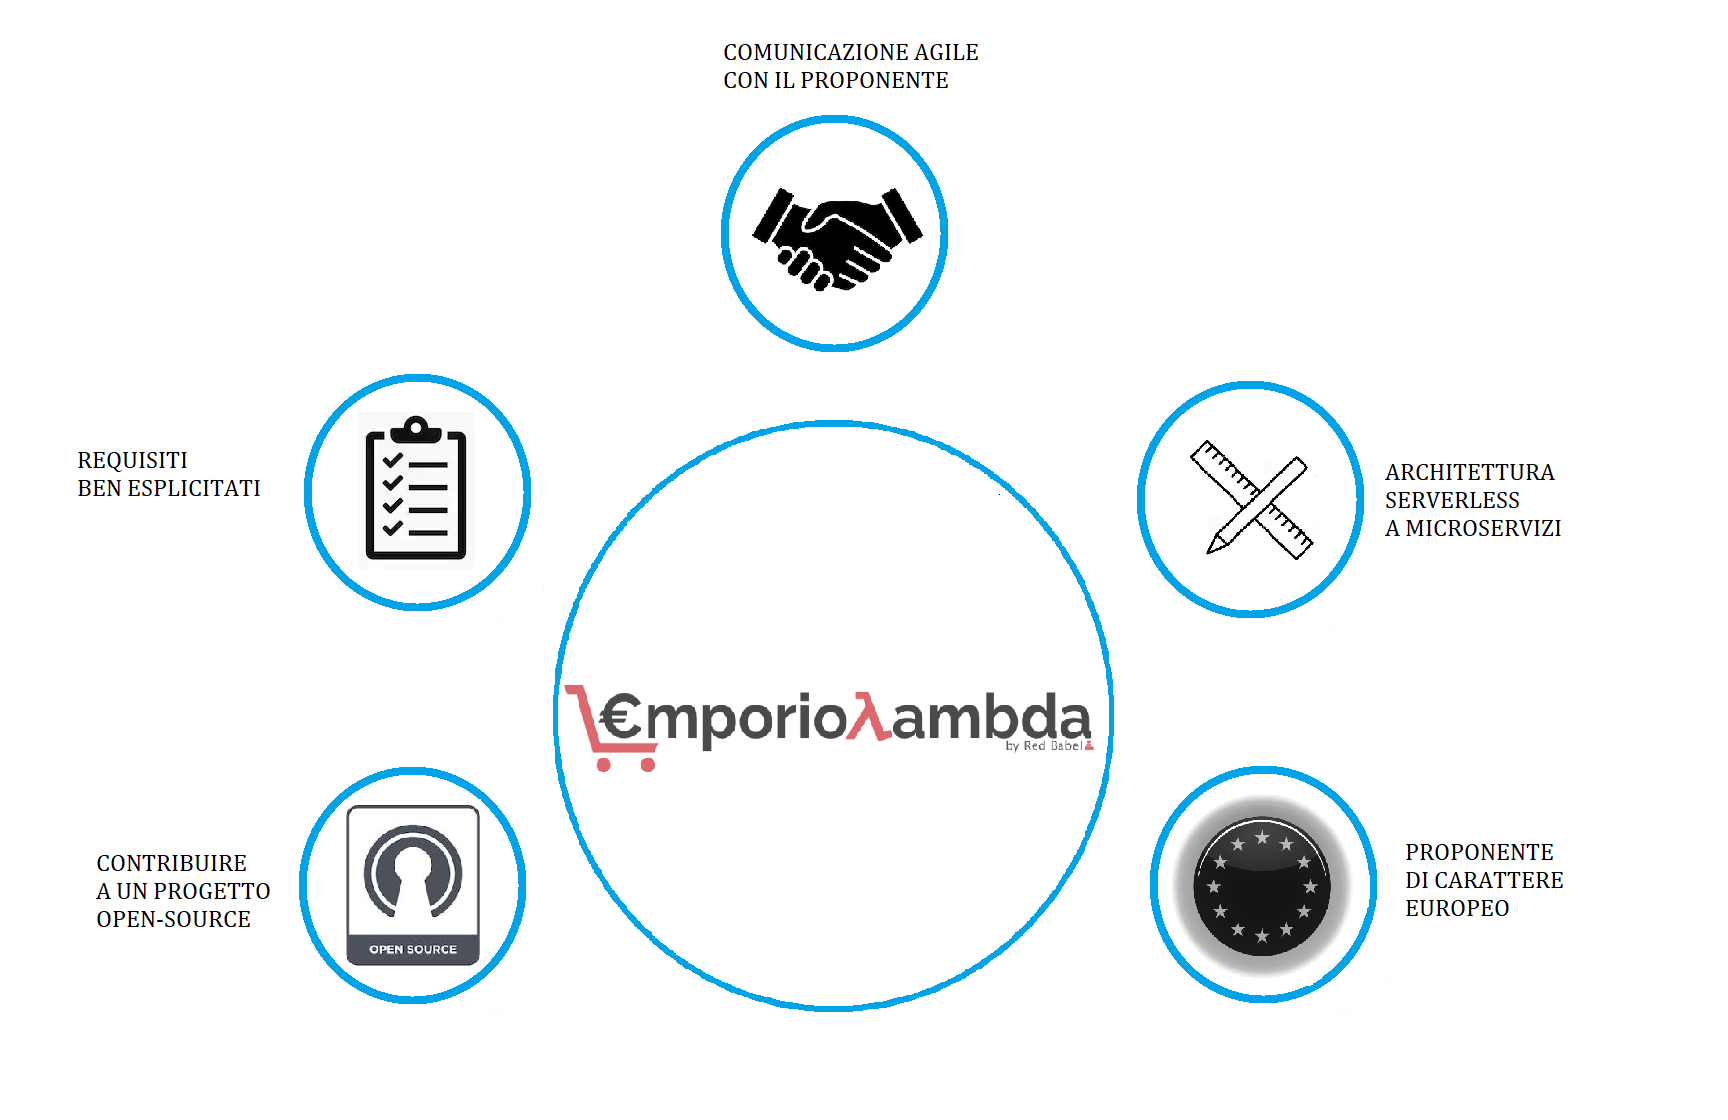 COMUNICAZIONE AGILE
CON IL PROPONENTE
REQUISITI
BEN ESPLICITATI
ARCHITETTURA
SERVERLESS
A MICROSERVIZI
€mporioλambda
by Red Babel
CONTRIBUIRE
A UN PROGETTO
OPEN-SOURCE
OPEN SOURCE
PROPONENTE
DI CARATTERE
EUROPEO